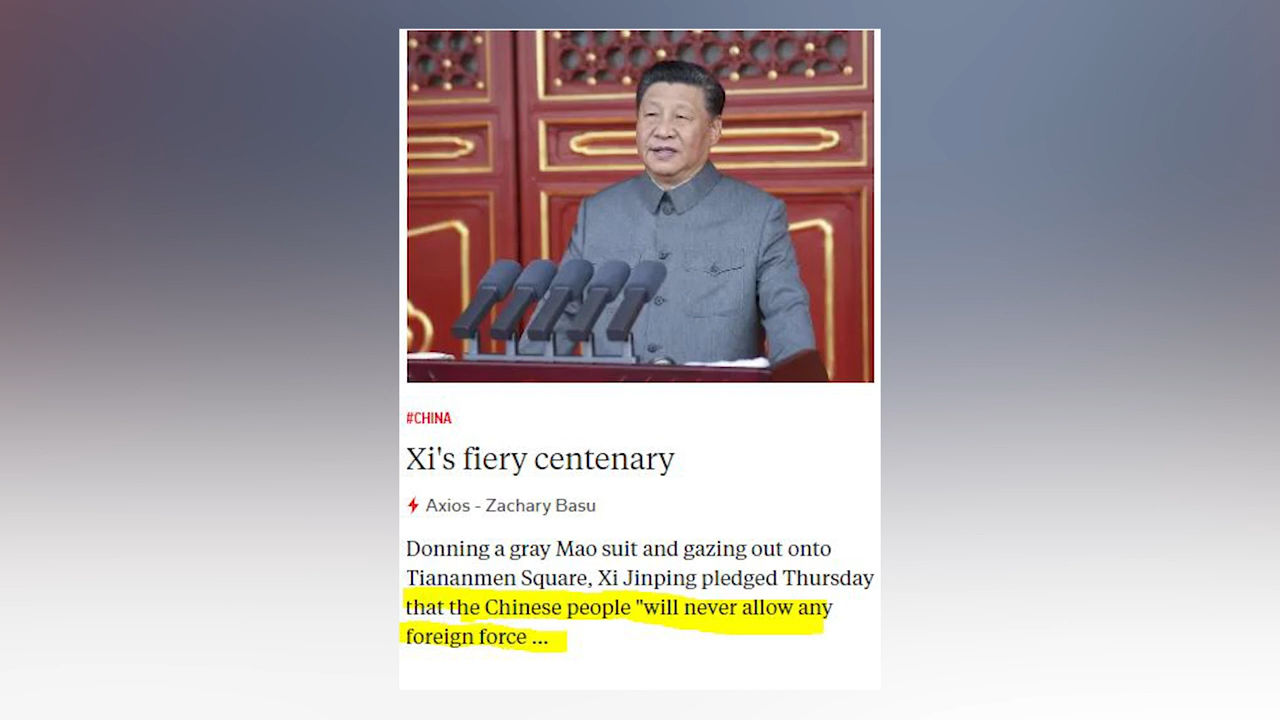 #CHINA
Xi's fiery centenary
Axios - Zachary Basu
Donning a gray Mao suit and gazing out onto
Tiananmen Square, Xi Jinping pledged Thursday
that the Chinese people "will never allow any
foreign force ...